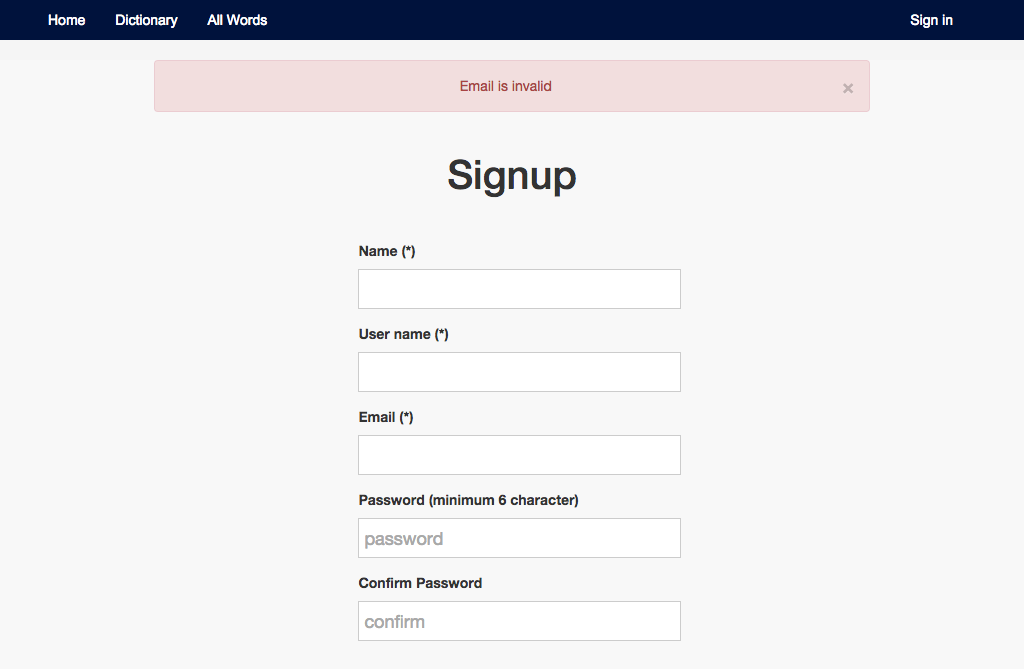 Home Dictionary All Words Sign in
Email is invalid ×
Signup
Name (*)
User name (*)
Email (*)
Password (minimum 6 character)
password
Confirm Password
confirm